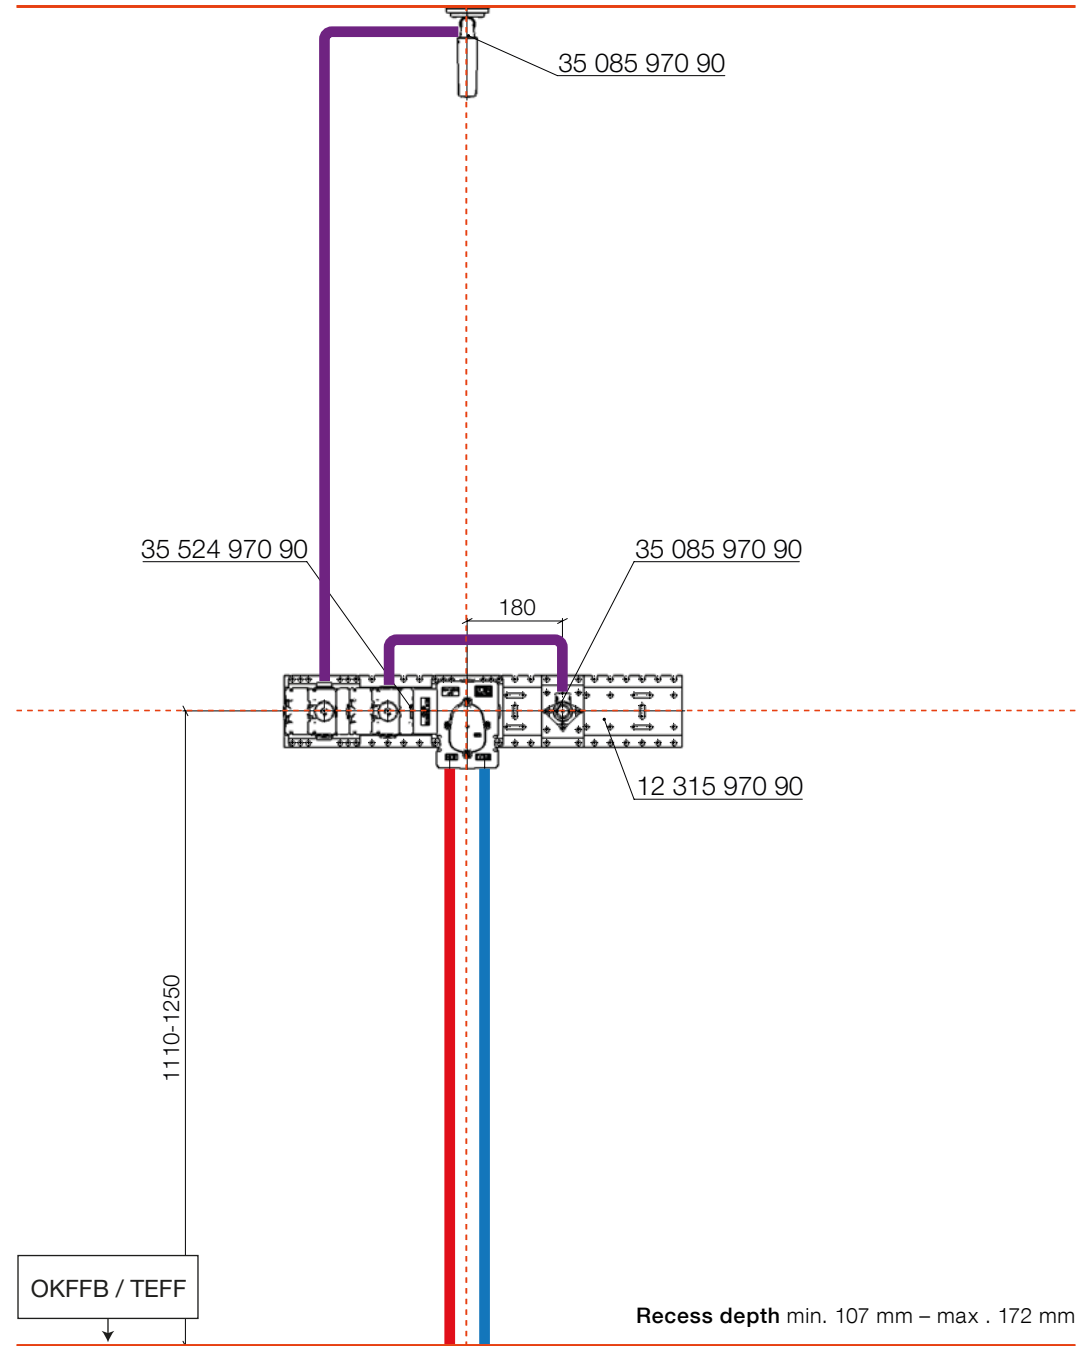 35 085 970 90
35 524 970 90
35 085 970 90
180
12 315 970 90
1110-1250
OKFFB / TEFF
Recess depth min. 107 mm – max . 172 mm